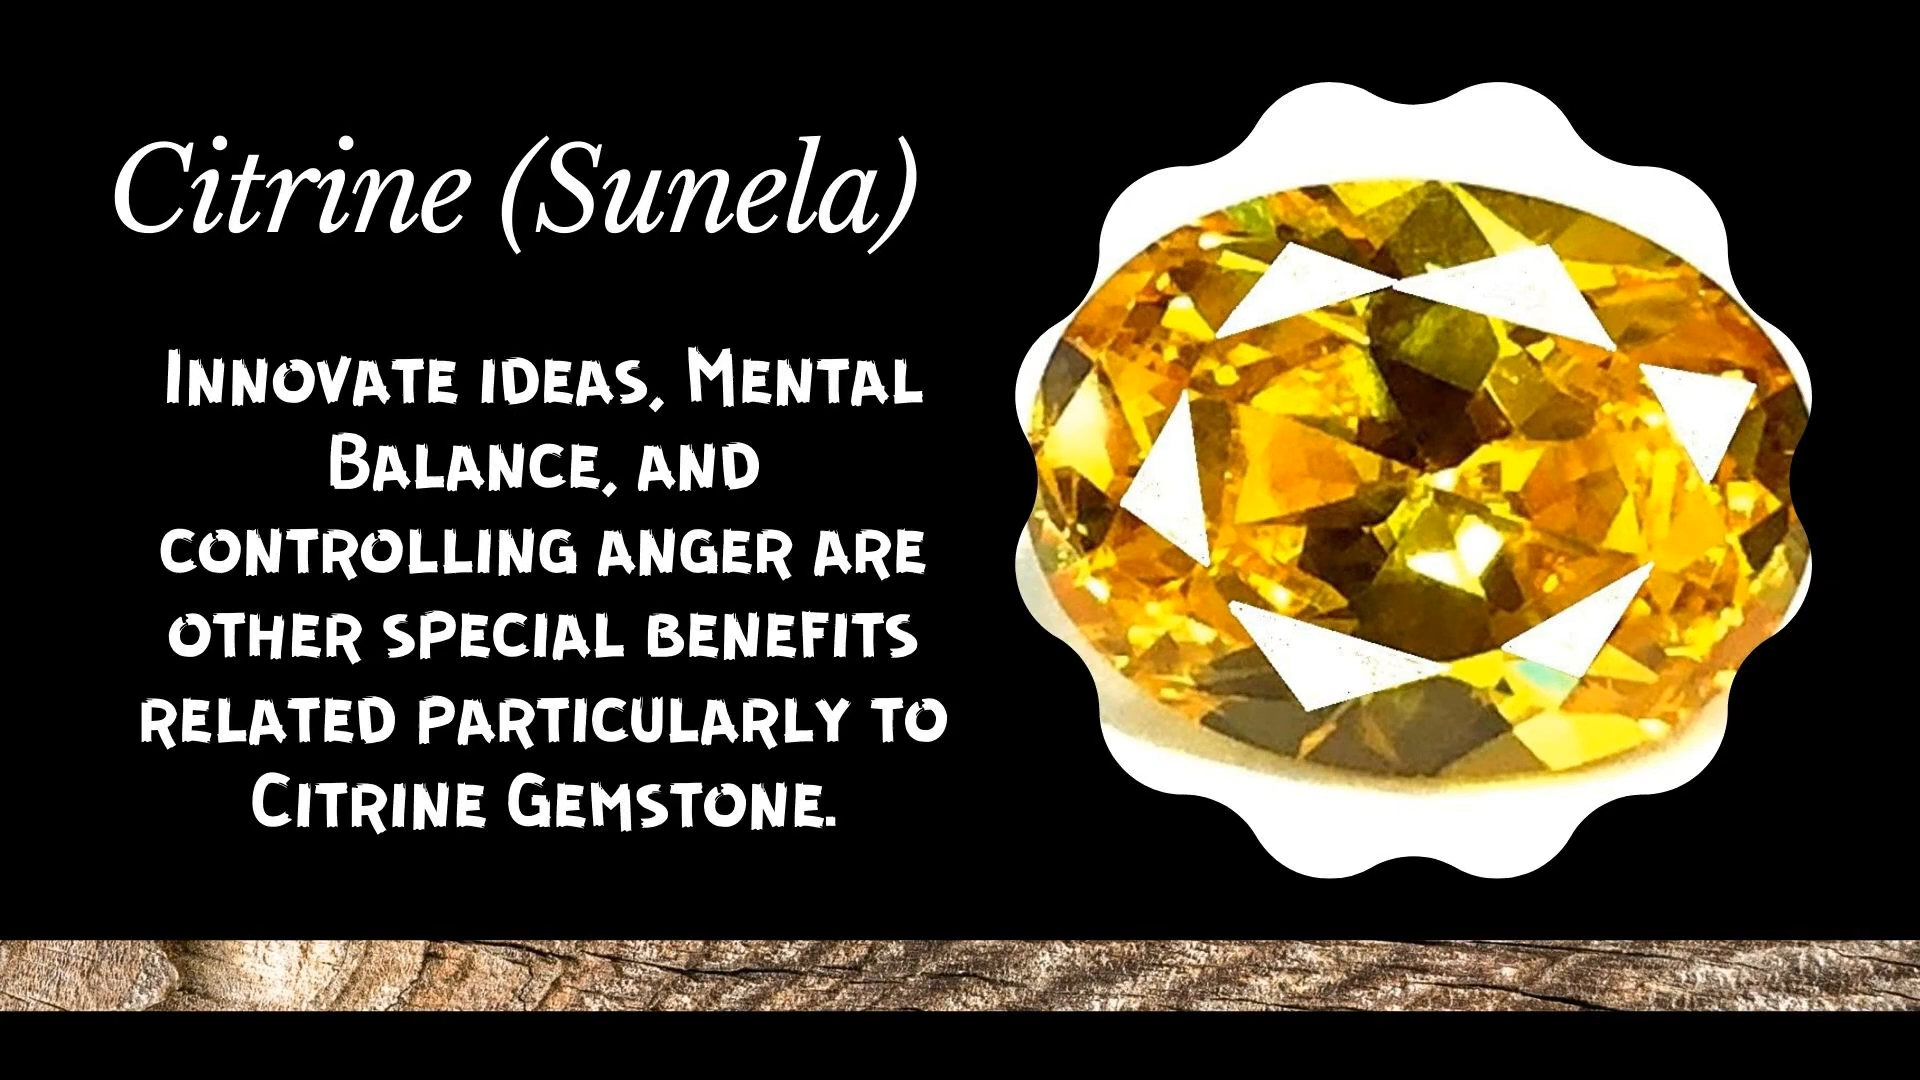 Citrine (Sunela)
Innovate ideas, Mental
Balance, and
controlling anger are
other special benefits
related particularly to
Citrine Gemstone.